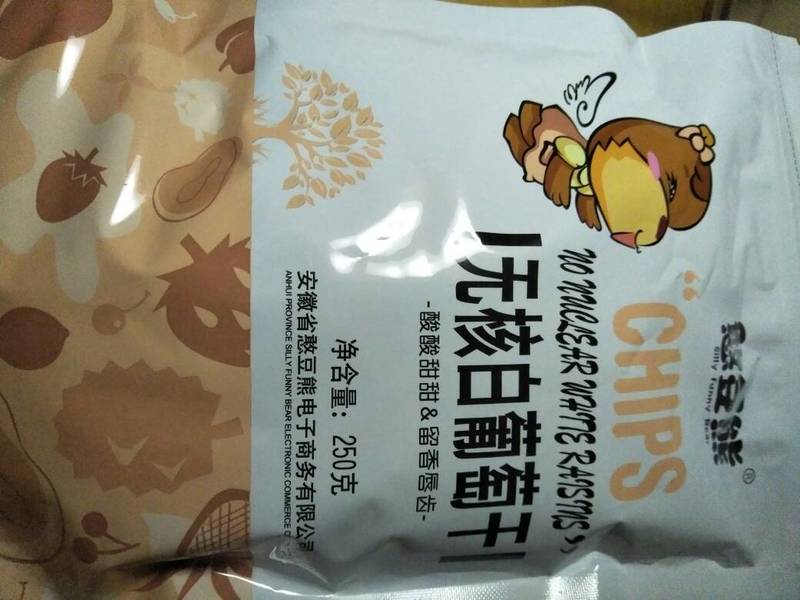 憨豆熊®
Silly Funny Bear
“CHIPS
NO NUCLEAR WAITE RAISINS »
无核白葡萄干
-酸酸甜甜&留香唇齿-
净含量：250克
安徽省憨豆熊电子商务有限公司
ANHUI PROVINCE SILLY FUNNY BEAR ELECTRONIC COMMERCE